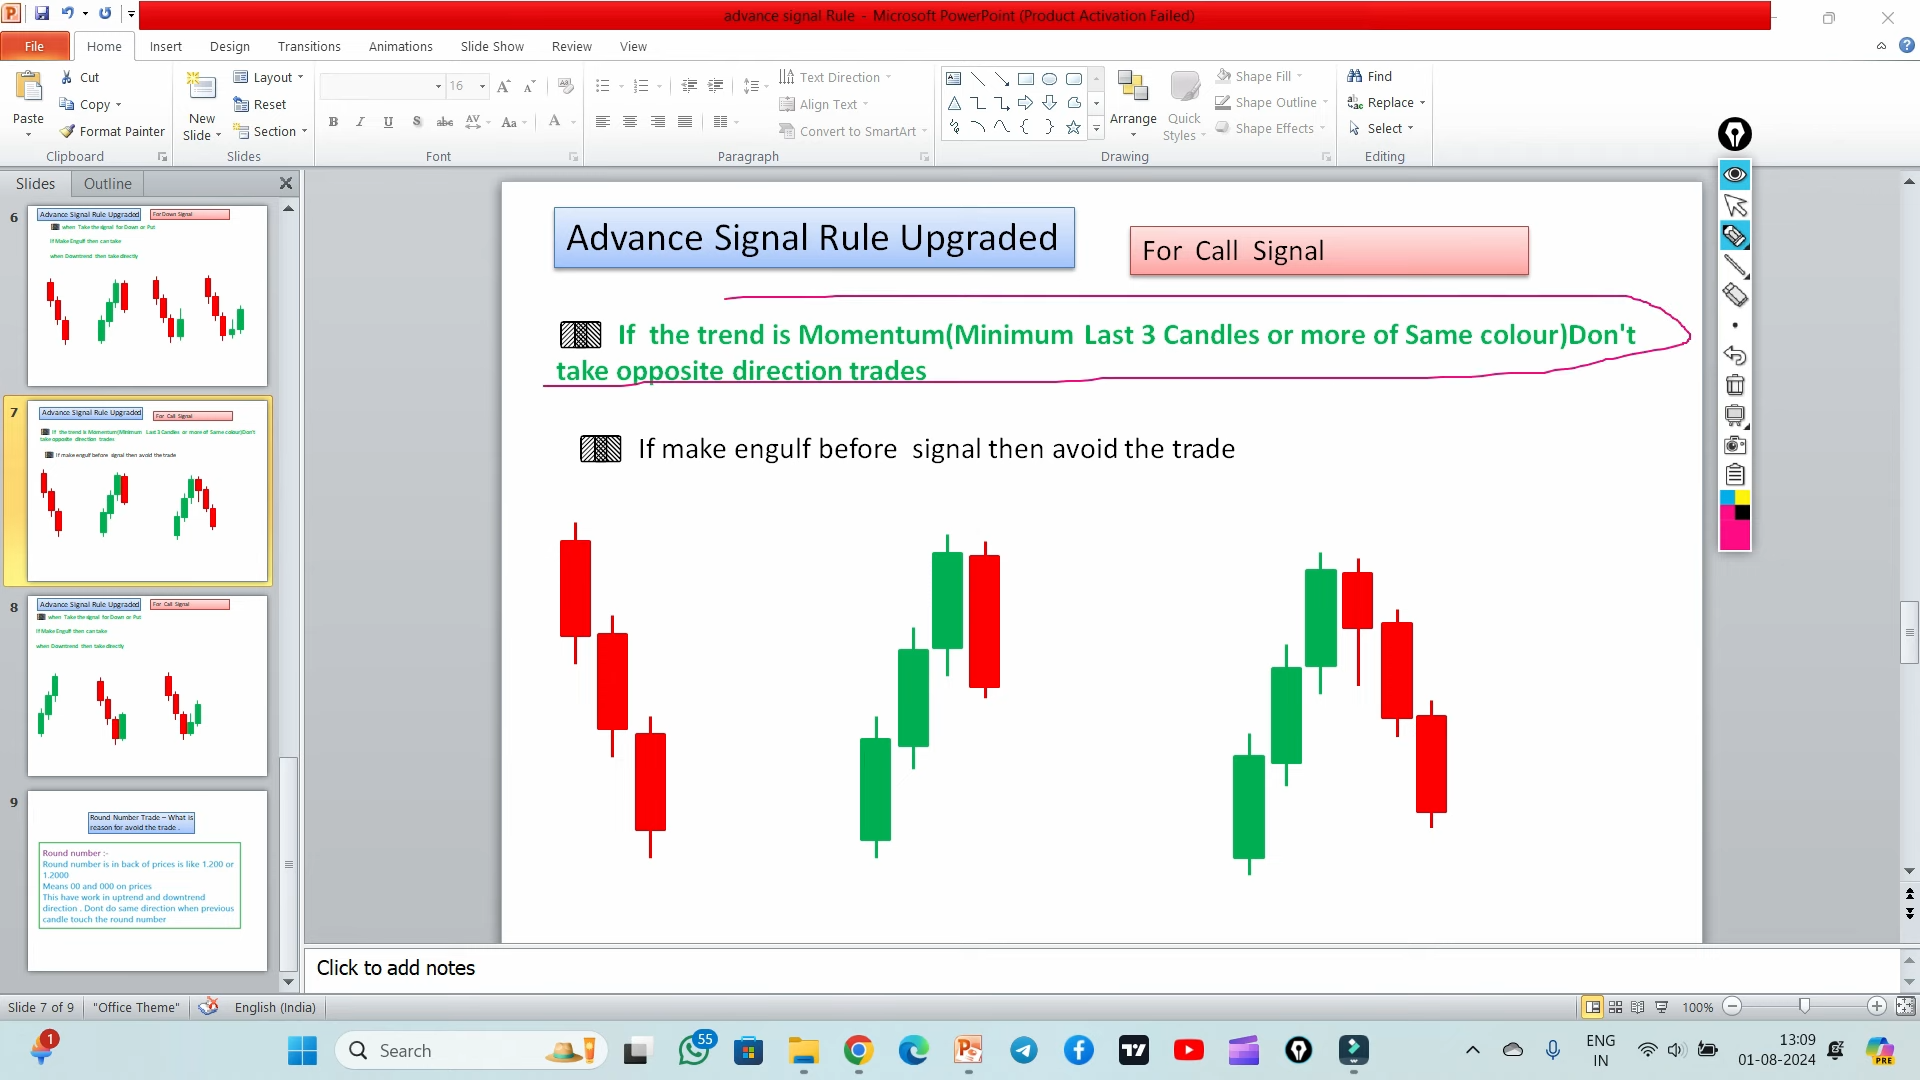 advance signal Rule - Microsoft PowerPoint (Product Activation Failed)
File Home Insert Design Transitions Animations Slide Show Review View
Paste
Cut
Copy
Format Painter
Clipboard
New Slide
Layout
Reset
Section
Slides
16
Font
Text Direction
Align Text
Convert to SmartArt
Paragraph
Arrange
Quick Styles
Shape Fill
Shape Outline
Shape Effects
Drawing
Find
Replace
Select
Editing
Slides Outline
6
Advance Signal Rule Upgraded
For Down Signal
when Take the signal for Down or Put
If Make Engulf then can take
when Downtrend then take directly
7
Advance Signal Rule Upgraded
For Call Signal
If the trend is Momentum(Minimum Last 3 Candles or more of Same colour)Don't
take opposite direction trades
If make engulf before signal then avoid the trade
8
Advance Signal Rule Upgraded
For Call Signal
when Take the signal for Down or Put
If Make Engulf then can take
when Downtrend then take directly
9
Round Number Trade – What is
reason for avoid the trade .
Round number :-
Round number is in back of prices is like 1.200 or
1.2000
Means 00 and 000 on prices
This have work in uptrend and downtrend
direction . Dont do same direction when previous
candle touch the round number
Advance Signal Rule Upgraded
For Call Signal
If the trend is Momentum(Minimum Last 3 Candles or more of Same colour)Don't
take opposite direction trades
If make engulf before signal then avoid the trade
Click to add notes
Slide 7 of 9 "Office Theme" English (India) 100%
1
Search
55
ENG
IN
13:09
01-08-2024
PRE